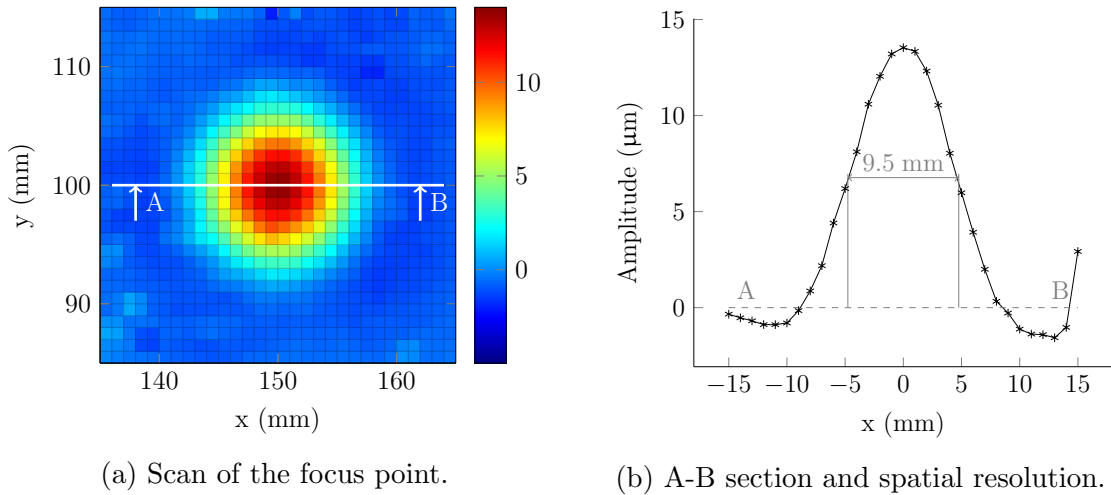 110
100
90
y (mm)
A
B
140
150
160
x (mm)
10
5
0
(a) Scan of the focus point.
15
10
5
0
Amplitude (µm)
9.5 mm
A
B
−15
−10
−5
0
5
10
15
x (mm)
(b) A-B section and spatial resolution.